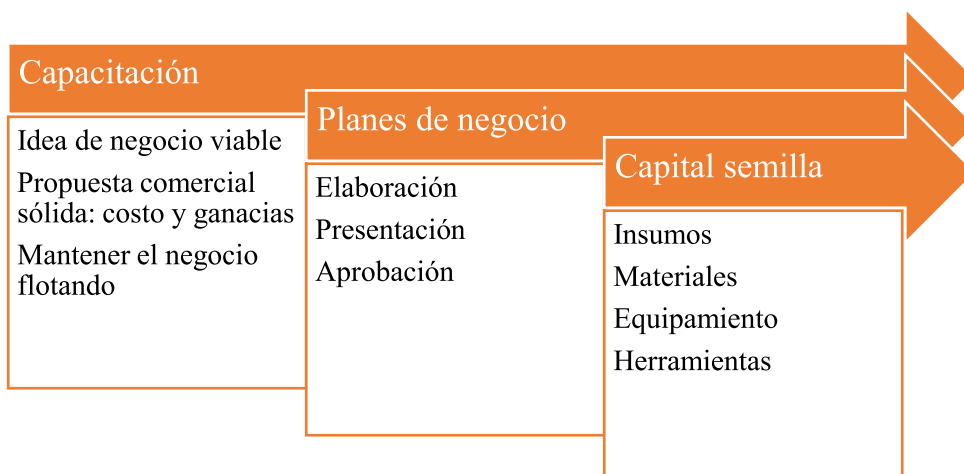 Capacitación
Idea de negocio viable
Propuesta comercial
sólida: costo y ganacias
Mantener el negocio
flotando
Planes de negocio
Elaboración
Presentación
Aprobación
Capital semilla
Insumos
Materiales
Equipamiento
Herramientas